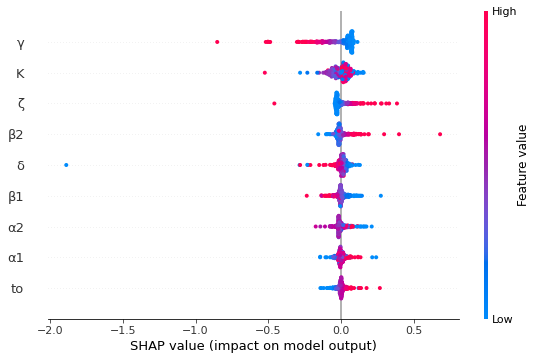 High
γ
K
ζ
β2
δ
β1
α2
α1
to
Feature value
Low
−2.0 −1.5 −1.0 −0.5 0.0 0.5
SHAP value (impact on model output)